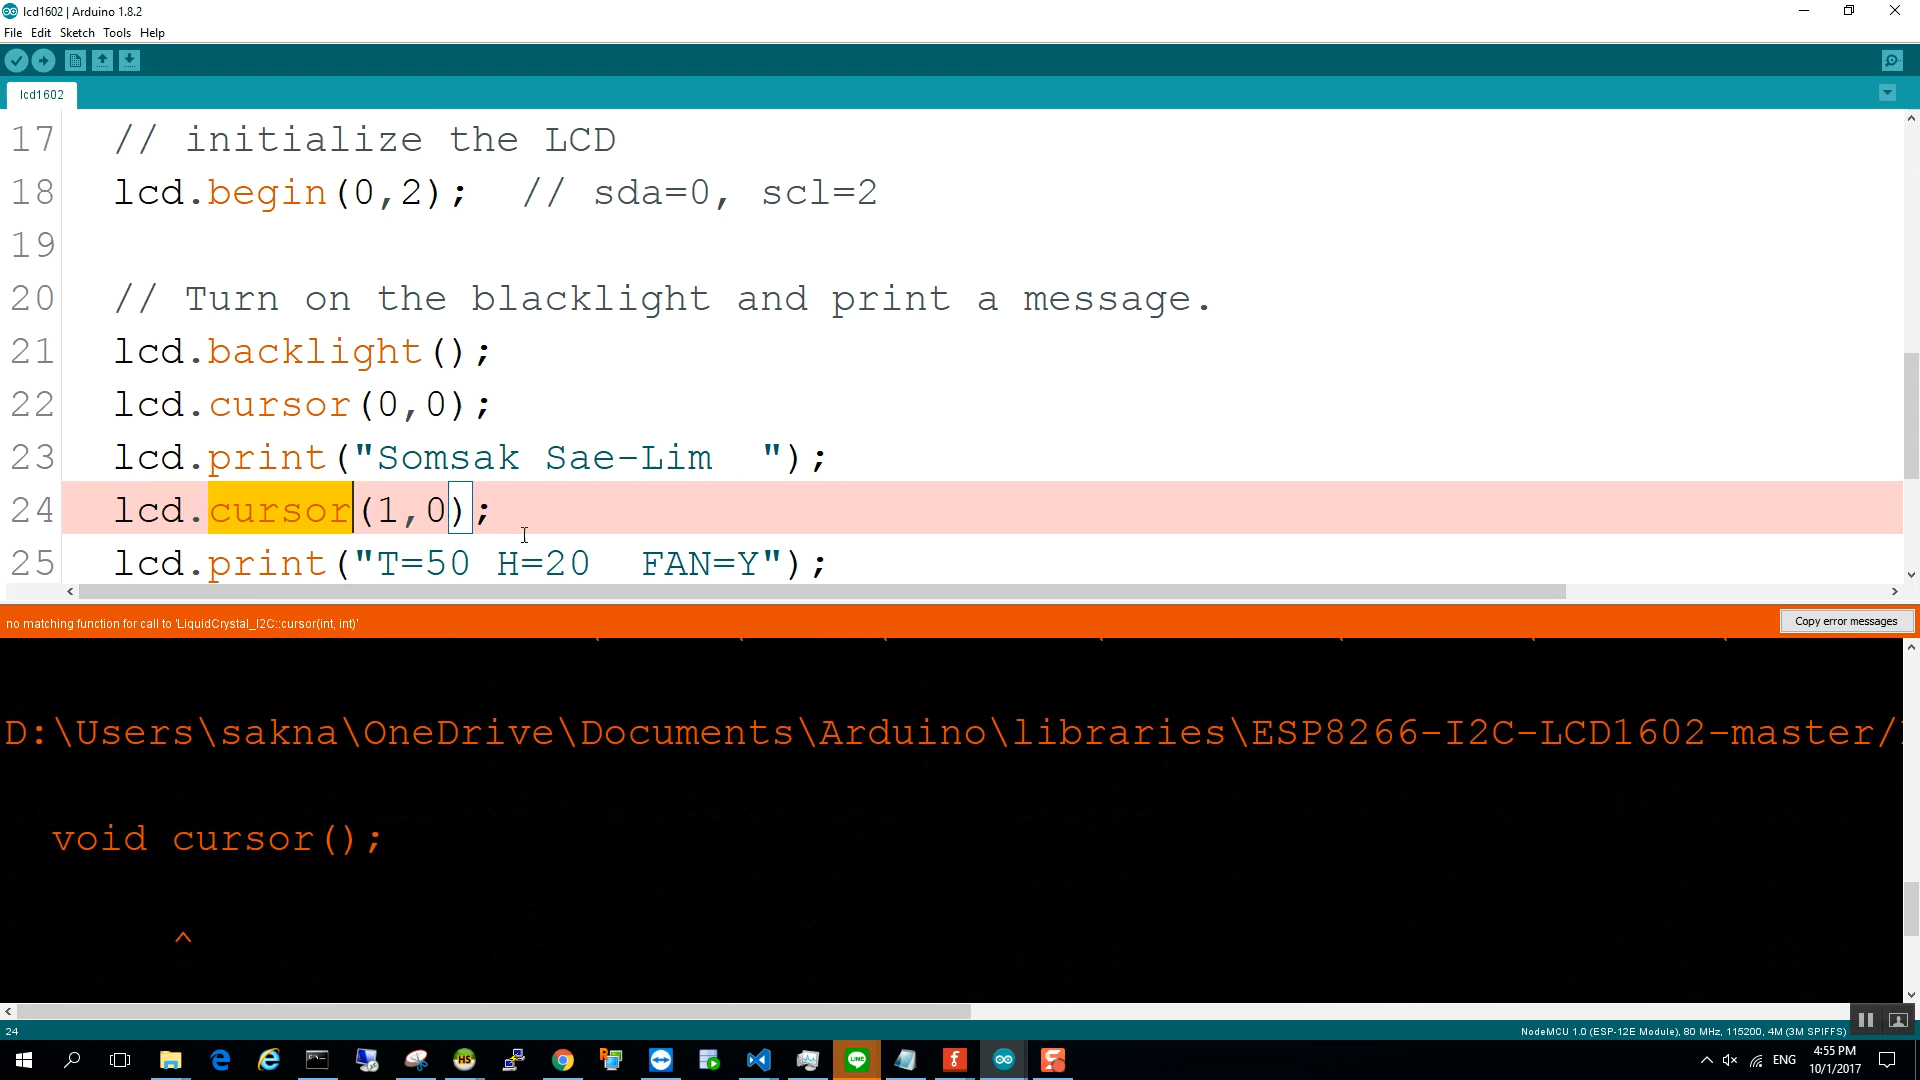 lcd1602 | Arduino 1.8.2
File Edit Sketch Tools Help
lcd1602
17 // initialize the LCD
18 lcd.begin(0,2); // sda=0, scl=2
19
20 // Turn on the blacklight and print a message.
21 lcd.backlight();
22 lcd.cursor(0,0);
23 lcd.print("Somsak Sae-Lim  ");
24 lcd.cursor(1,0);
25 lcd.print("T=50 H=20  FAN=Y");
no matching function for call to 'LiquidCrystal_I2C::cursor(int, int)'
Copy error messages
D:\Users\sakna\OneDrive\Documents\Arduino\libraries\ESP8266-I2C-LCD1602-master/
void cursor();
^
24
NodeMCU 1.0 (ESP-12E Module), 80 MHz, 115200, 4M (3M SPIFFS)
HS
LINE
ENG
4:55 PM
10/1/2017